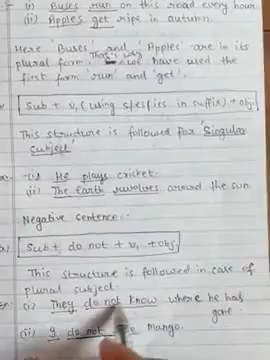 (i) Buses run on this road every hour.
(ii) Apples get ripe in autumn.
Here 'Buses' and 'Apples' are in its
plural form. That's why we have used the
first form 'run' and 'get'.
Sub + V₁ (using s/es/ies in suffix) + obj.
This structure is followed for 'Singular
subject'
(i) He plays cricket.
(ii) The earth revolves around the sun.
Negative sentence:-
Sub + do not + V₁ + obj.
This structure is followed in case of
plural subject.
(i) They do not know where he has
gone.
(ii) I do not mango.